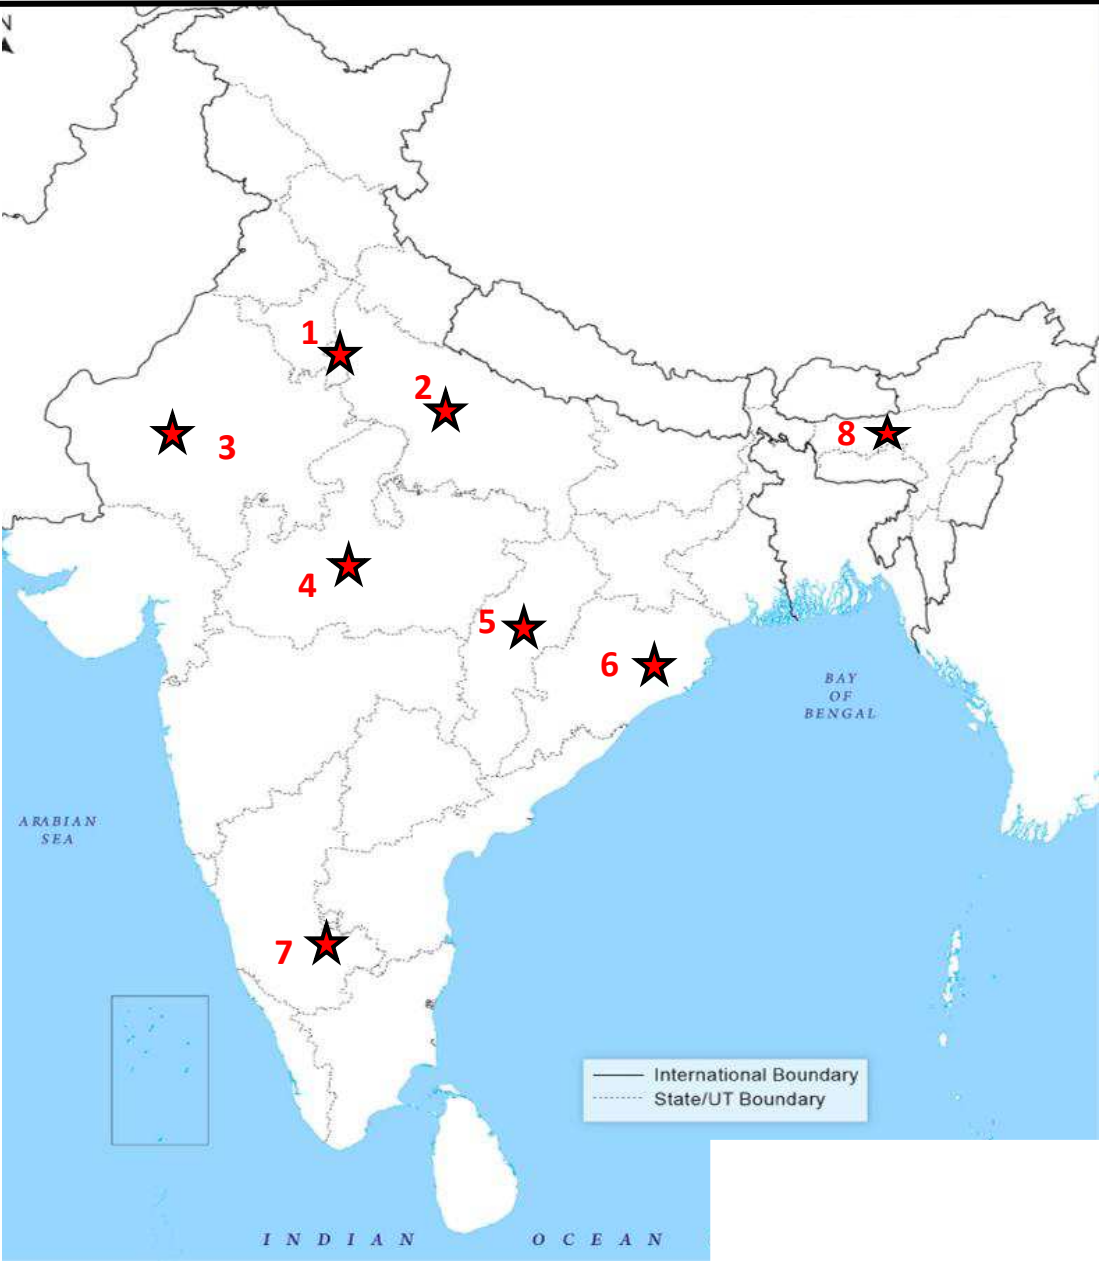 N
1
2
3
8
4
5
6
BAY
OF
BENGAL
ARABIAN
SEA
7
International Boundary
State/UT Boundary
INDIAN OCEAN